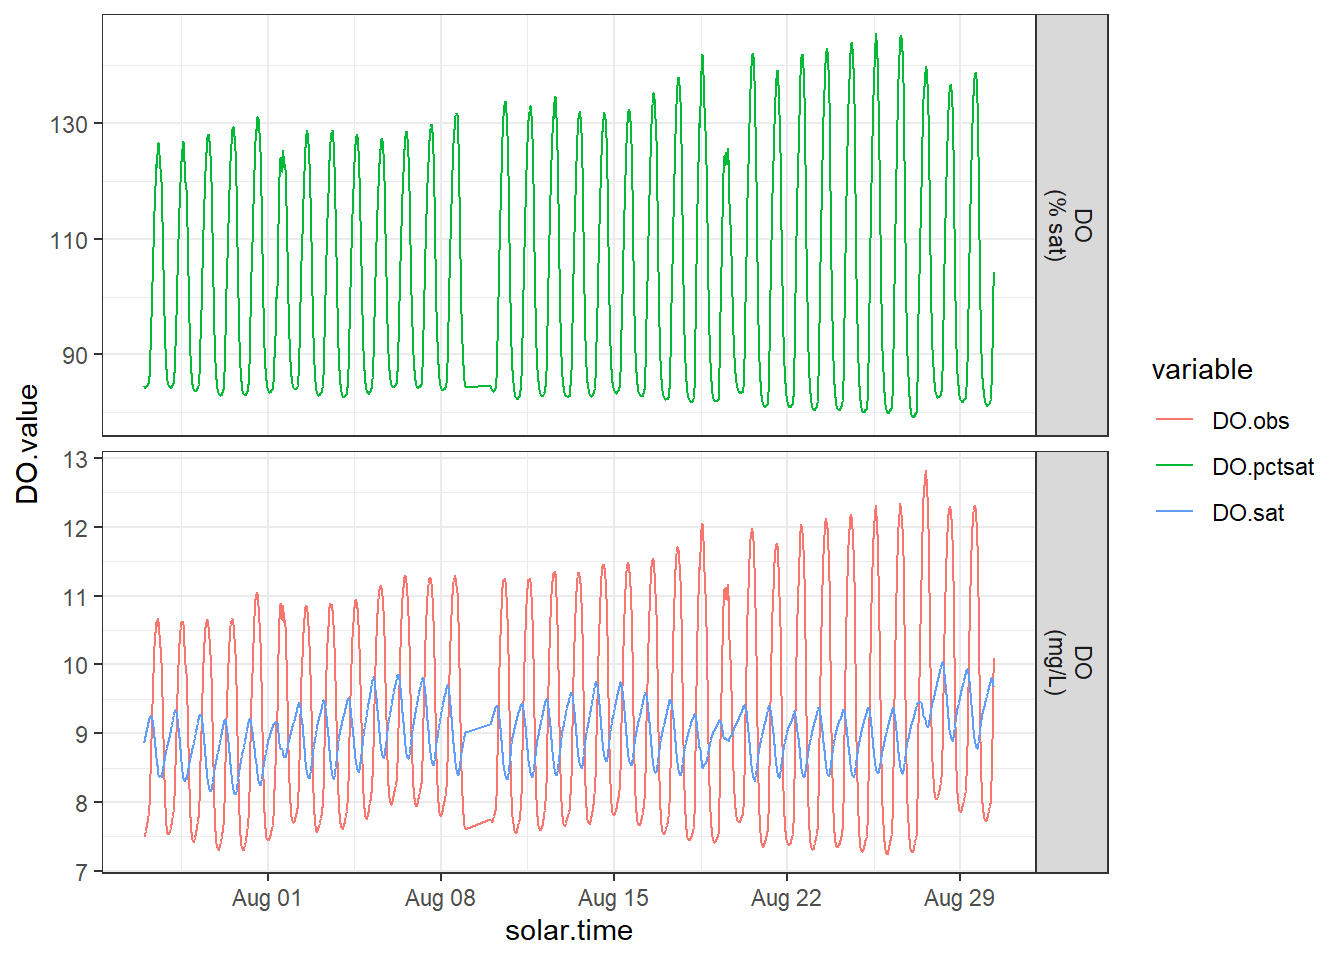 130
110
90
DO
(% sat)
DO.value
13
12
11
10
9
8
7
DO
(mg/L)
Aug 01
Aug 08
Aug 15
Aug 22
Aug 29
solar.time
variable
DO.obs
DO.pctsat
DO.sat